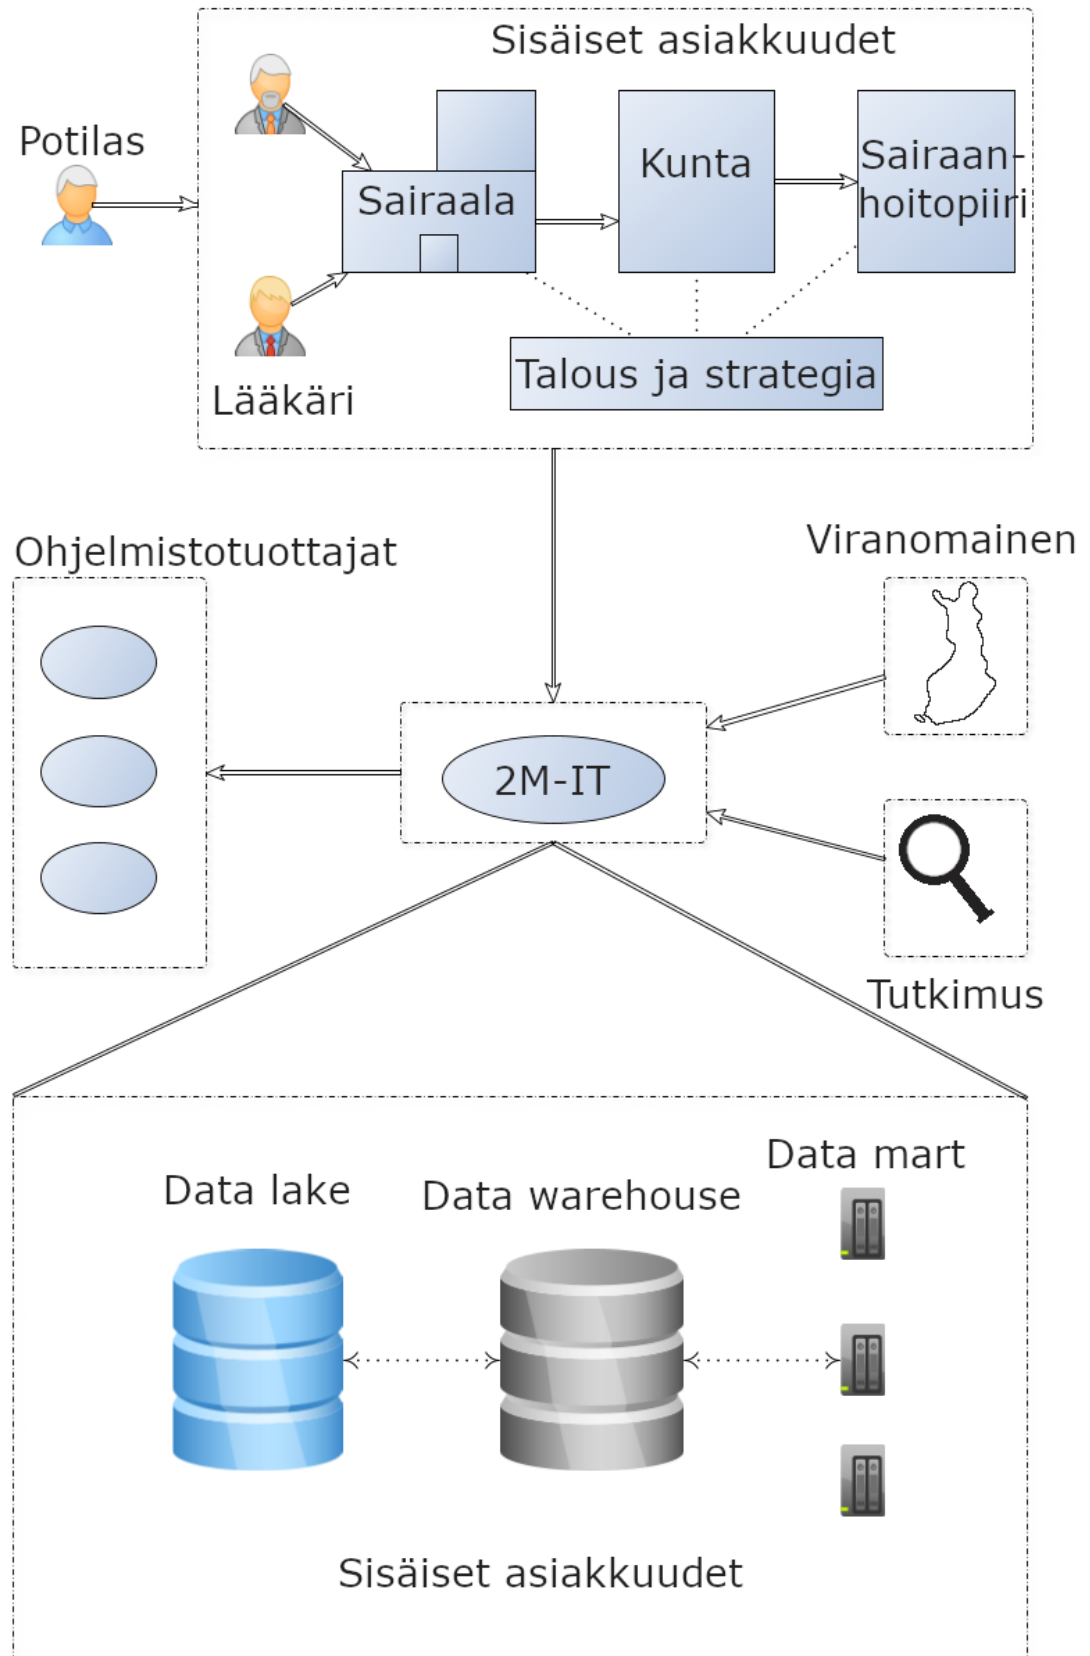 Sisäiset asiakkuudet
Potilas
Sairaala
Kunta
Sairaan-
hoitopiiri
Talous ja strategia
Lääkäri
Ohjelmistotuottajat
Viranomainen
2M-IT
Tutkimus
Data lake
Data warehouse
Data mart
Sisäiset asiakkuudet